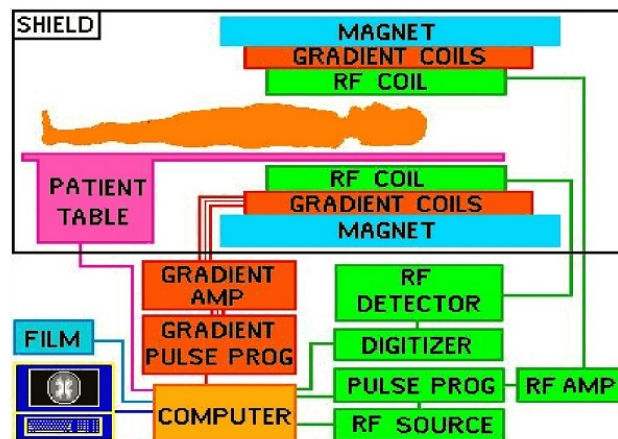 SHIELD
MAGNET
GRADIENT COILS
RF COIL
PATIENT
TABLE
RF COIL
GRADIENT COILS
MAGNET
GRADIENT
AMP
RF
DETECTOR
FILM
GRADIENT
PULSE PROG
DIGITIZER
COMPUTER
PULSE PROG
RF AMP
RF SOURCE